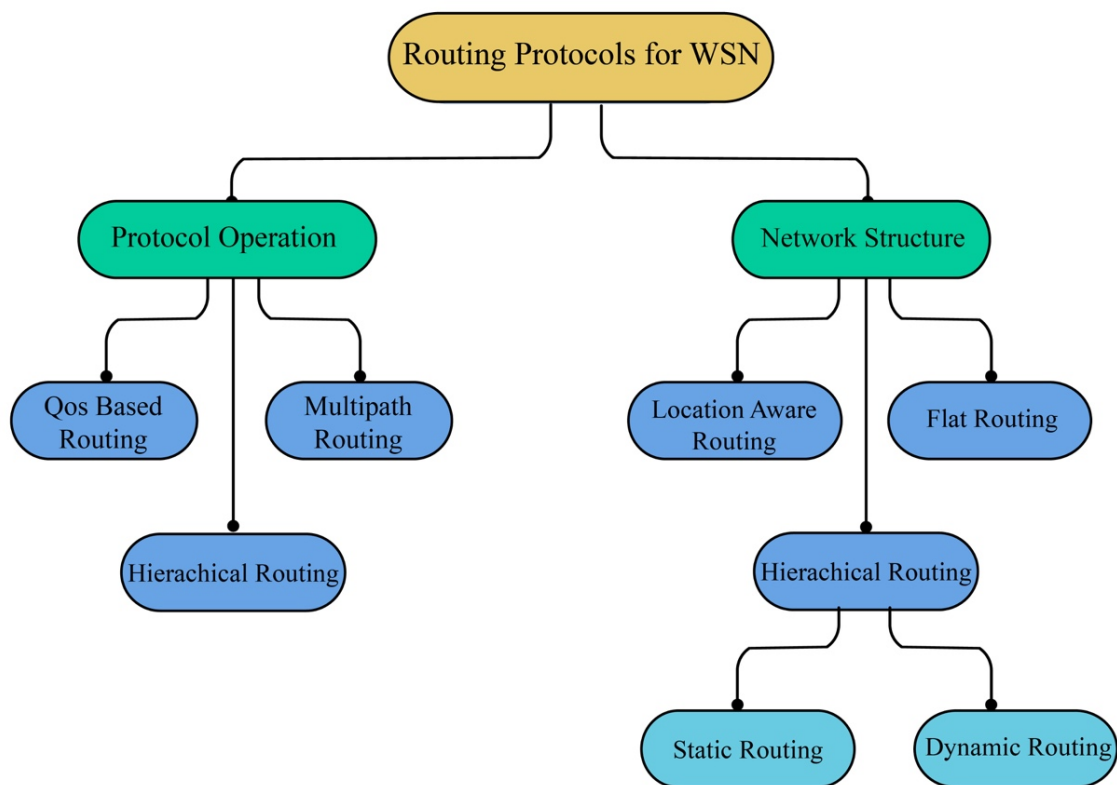 Routing Protocols for WSN
Protocol Operation
Network Structure
Qos Based
Routing
Multipath
Routing
Location Aware
Routing
Flat Routing
Hierachical Routing
Hierachical Routing
Static Routing
Dynamic Routing